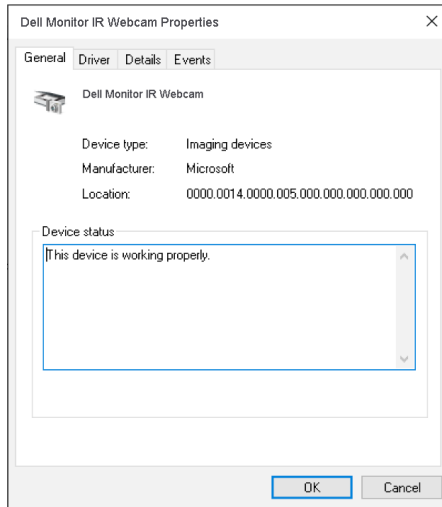 Dell Monitor IR Webcam Properties
General Driver Details Events
Dell Monitor IR Webcam
Device type: Imaging devices
Manufacturer: Microsoft
Location: 0000.0014.0000.005.000.000.000.000.000
Device status
This device is working properly.
OK Cancel